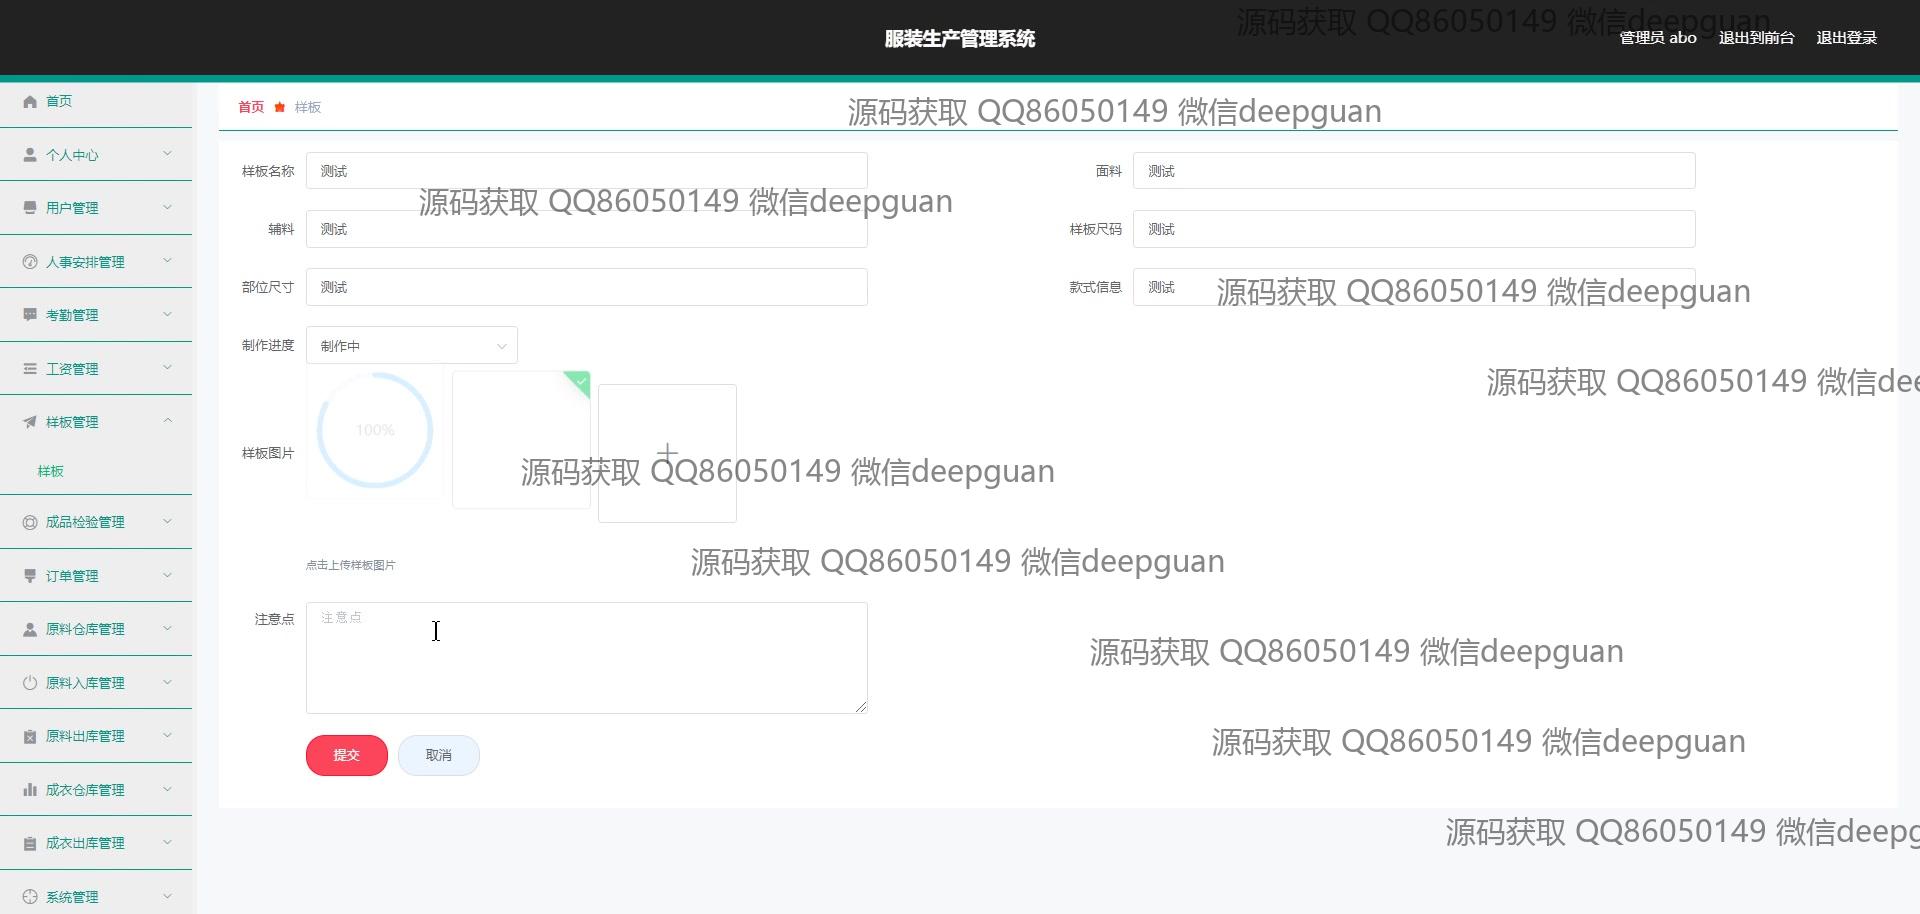 服装生产管理系统
源码获取 QQ86050149 微信deepguan
管理员 abo 退出到前台 退出登录
首页
个人中心
用户管理
人事安排管理
考勤管理
工资管理
样板管理
样板
成品检验管理
订单管理
原料仓库管理
原料入库管理
原料出库管理
成衣仓库管理
成衣出库管理
系统管理
首页 样板
源码获取 QQ86050149 微信deepguan
样板名称 测试 面料 测试
源码获取 QQ86050149 微信deepguan
辅料 测试 样板尺码 测试
部位尺寸 测试 款式信息 测试
源码获取 QQ86050149 微信deepguan
制作进度 制作中
源码获取 QQ86050149 微信dee
100%
样板图片
源码获取 QQ86050149 微信deepguan
点击上传样板图片
源码获取 QQ86050149 微信deepguan
注意点 注意点
源码获取 QQ86050149 微信deepguan
提交 取消
源码获取 QQ86050149 微信deepguan
源码获取 QQ86050149 微信deepg